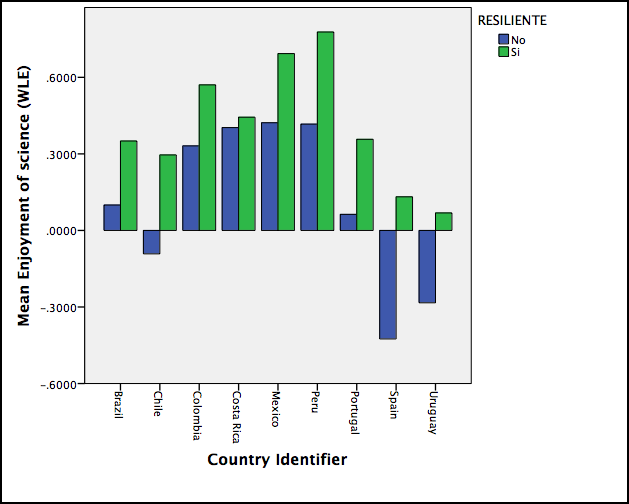 RESILIENTE
No
Si
Mean Enjoyment of science (WLE)
.6000
.3000
.0000
-.3000
-.6000
Brazil
Chile
Colombia
Costa Rica
Mexico
Peru
Portugal
Spain
Uruguay
Country Identifier